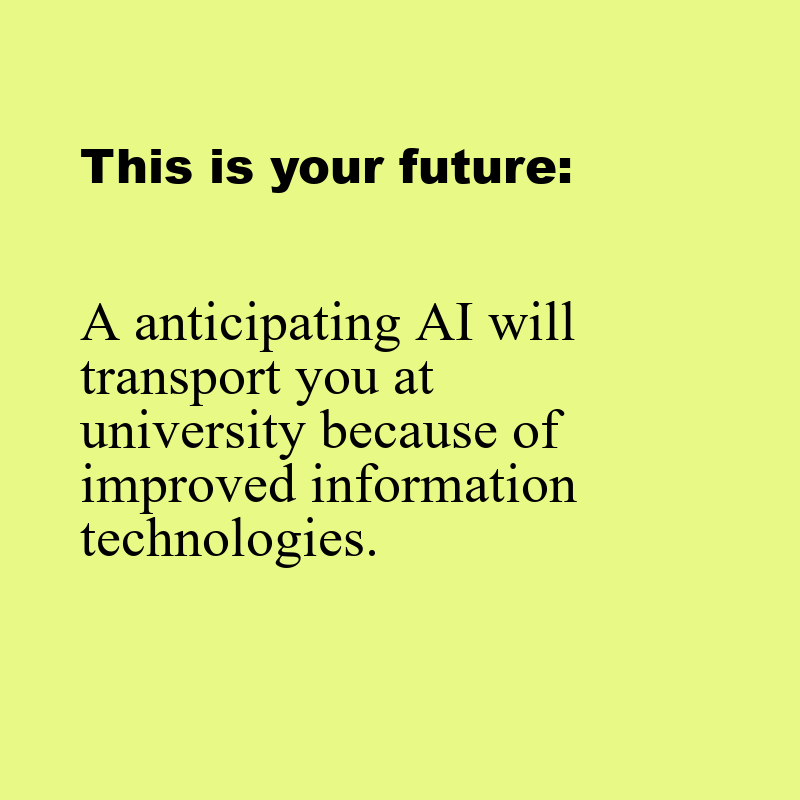 This is your future:
A anticipating AI will
transport you at
university because of
improved information
technologies.